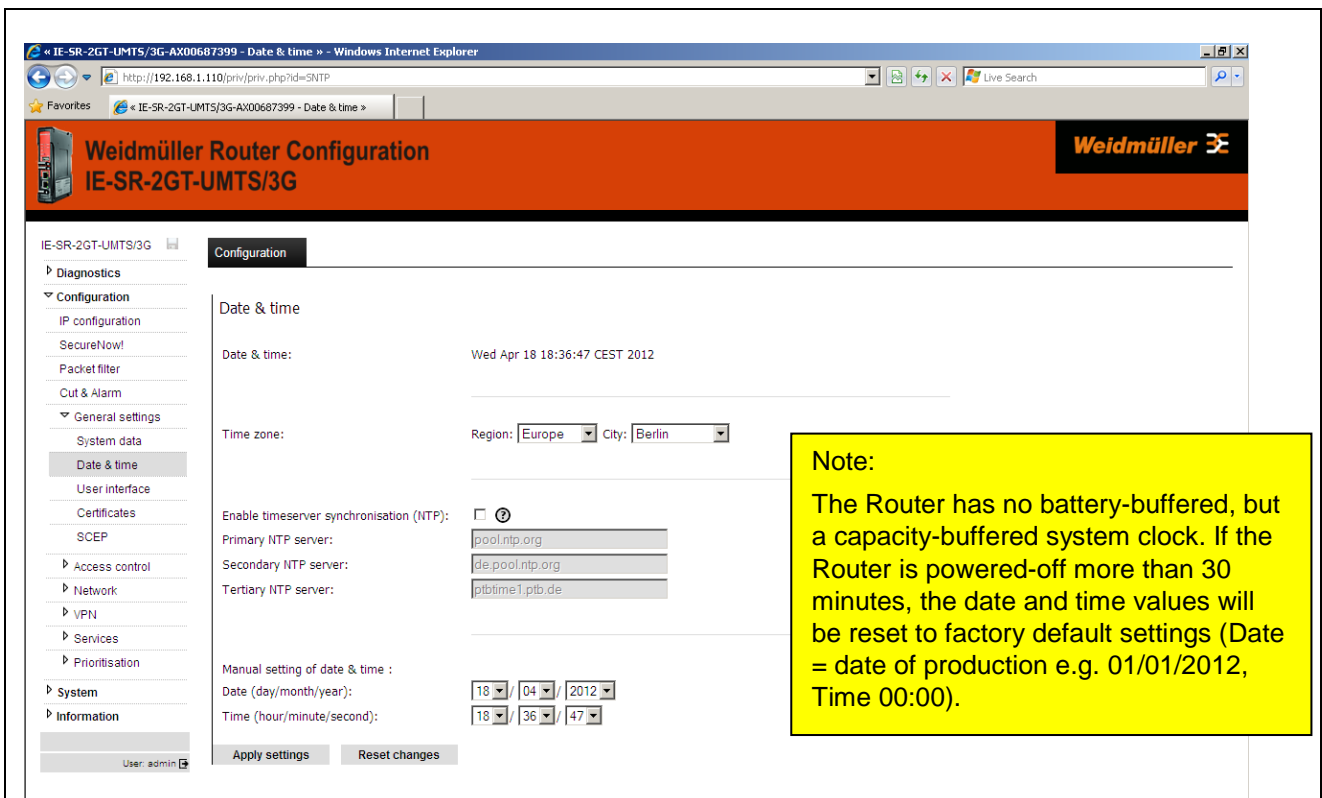 « IE-SR-2GT-UMTS/3G-AX00687399 - Date & time » - Windows Internet Explorer
http://192.168.1.110/priv/priv.php?id=SNTP
Live Search
Favorites
« IE-SR-2GT-UMTS/3G-AX00687399 - Date & time »
Weidmüller Router Configuration
IE-SR-2GT-UMTS/3G
Weidmüller
IE-SR-2GT-UMTS/3G
Configuration
Diagnostics
Configuration
IP configuration
SecureNow!
Packet filter
Cut & Alarm
General settings
System data
Date & time
User interface
Certificates
SCEP
Access control
Network
VPN
Services
Prioritisation
System
Information
User: admin
Date & time
Date & time: Wed Apr 18 18:36:47 CEST 2012
Time zone: Region: Europe City: Berlin
Enable timeserver synchronisation (NTP): ?
Primary NTP server: pool.ntp.org
Secondary NTP server: de.pool.ntp.org
Tertiary NTP server: ptbtime1.ptb.de
Manual setting of date & time :
Date (day/month/year): 18 / 04 / 2012
Time (hour/minute/second): 18 / 36 / 47
Apply settings Reset changes
Note:
The Router has no battery-buffered, but
a capacity-buffered system clock. If the
Router is powered-off more than 30
minutes, the date and time values will
be reset to factory default settings (Date
= date of production e.g. 01/01/2012,
Time 00:00).